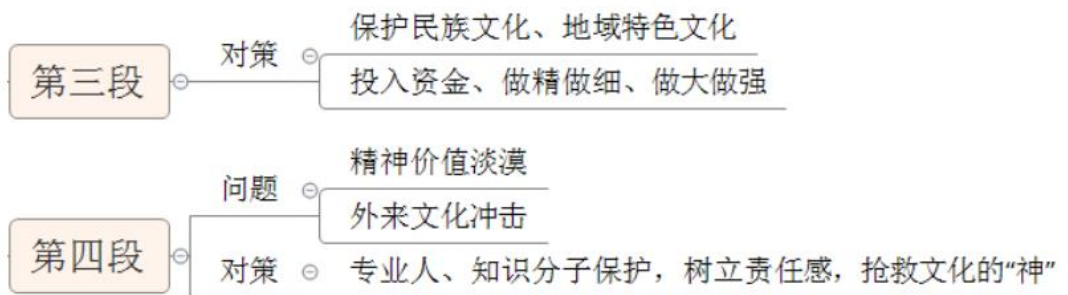 第三段
对策
保护民族文化、地域特色文化
投入资金、做精做细、做大做强
第四段
问题
精神价值淡漠
外来文化冲击
对策
专业人、知识分子保护，树立责任感，抢救文化的“神”